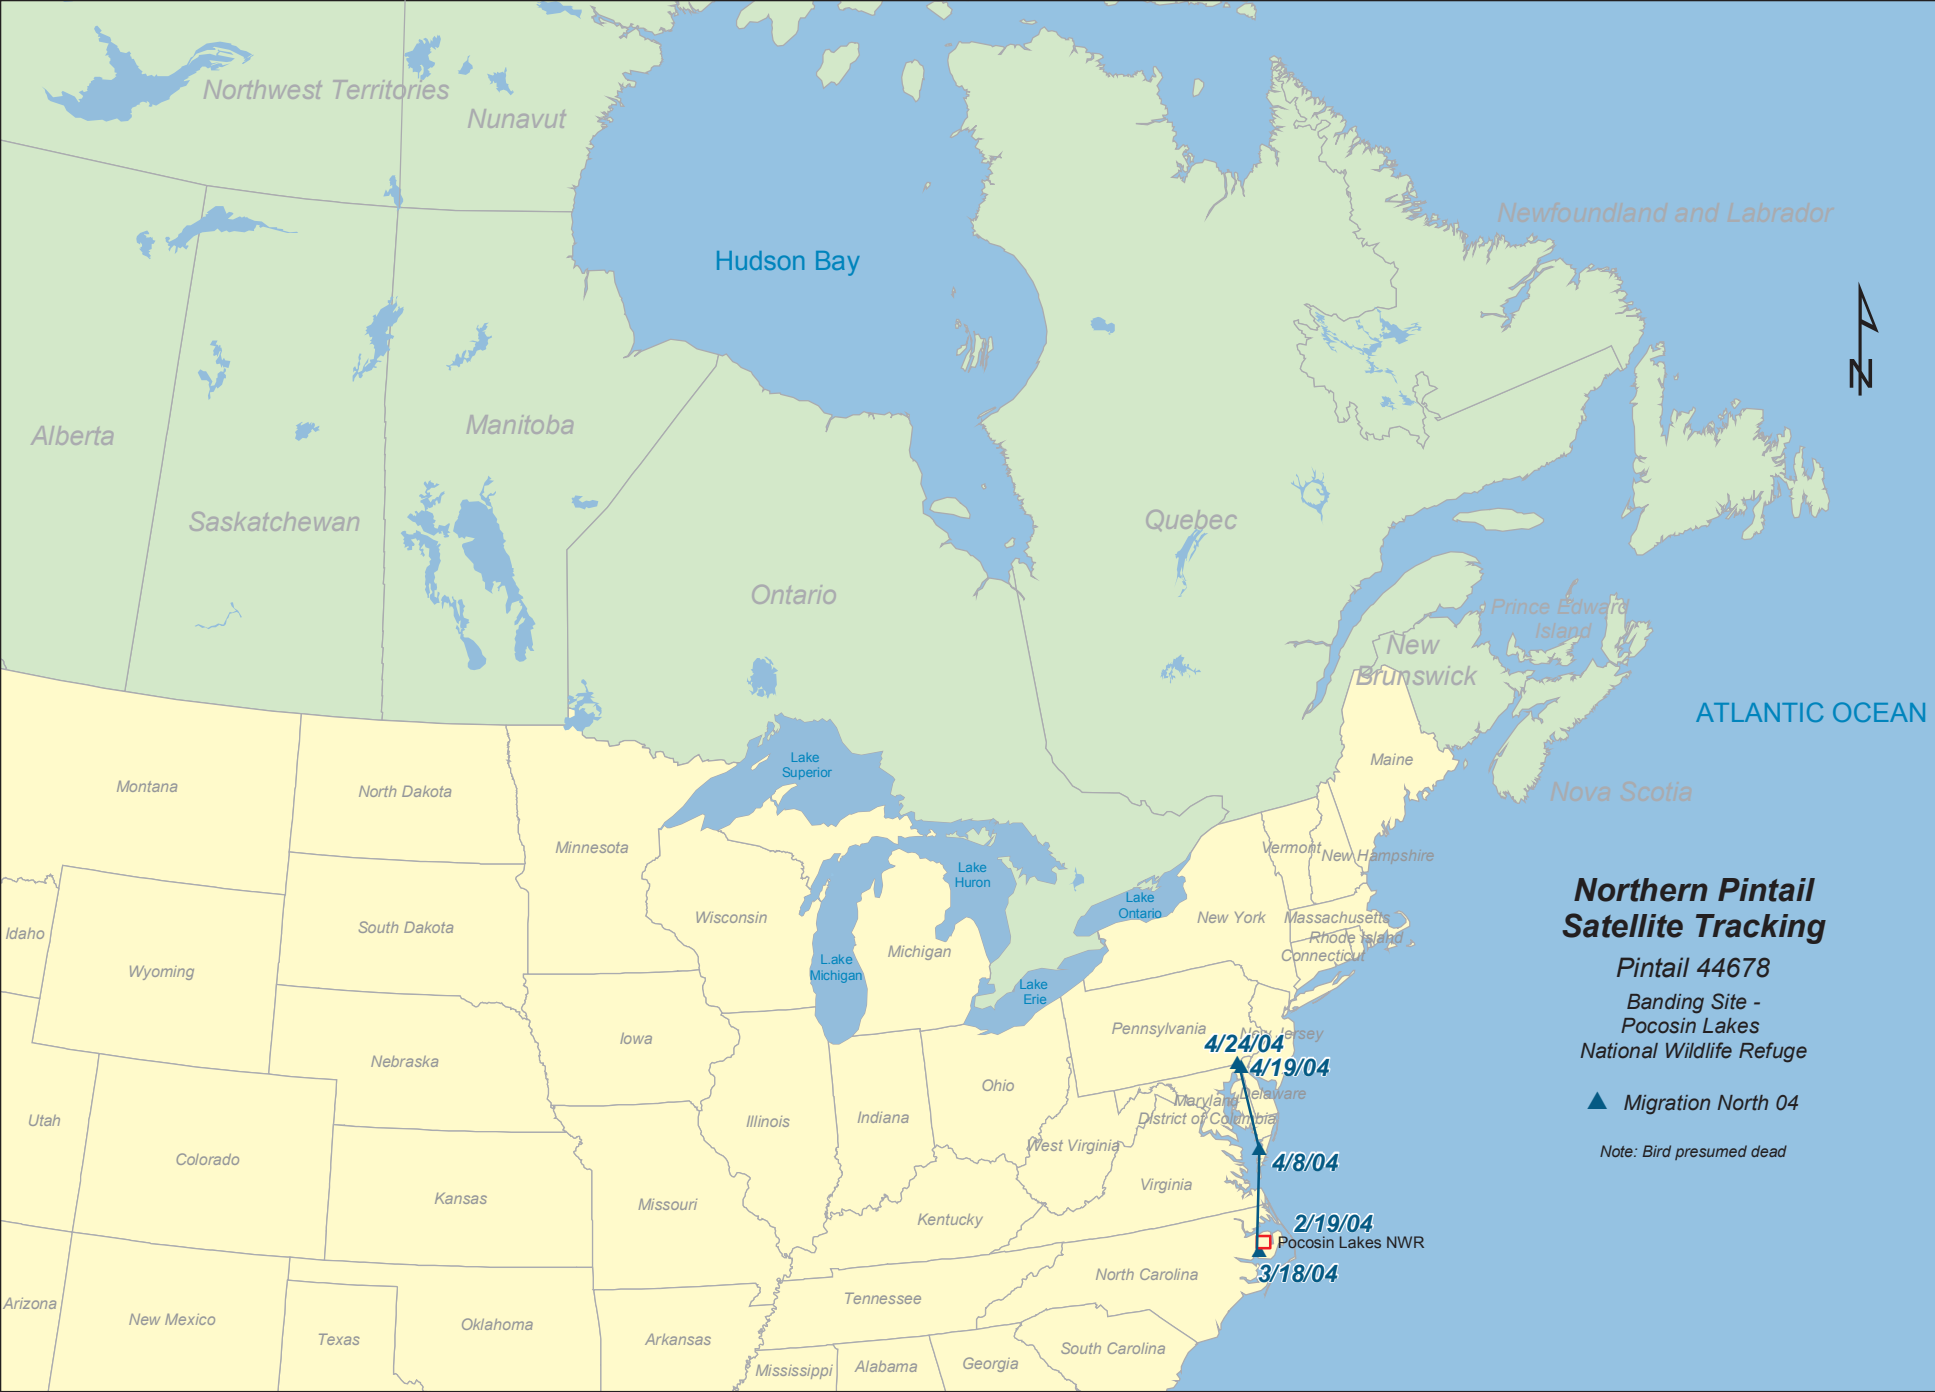 Northwest Territories
Nunavut
Newfoundland and Labrador
Hudson Bay
N
Alberta
Manitoba
Saskatchewan
Quebec
Ontario
Prince Edward
Island
New
Brunswick
ATLANTIC OCEAN
Lake
Superior
Maine
Montana
North Dakota
Nova Scotia
Minnesota
Vermont
New Hampshire
Lake
Huron
Lake
Ontario
Northern Pintail
Satellite Tracking
Pintail 44678
Banding Site -
Pocosin Lakes
National Wildlife Refuge
Migration North 04
Note: Bird presumed dead
Idaho
South Dakota
Wisconsin
New York
Massachusetts
Rhode Island
Connecticut
Wyoming
Michigan
L.ake
Michigan
Lake
Erie
Iowa
Pennsylvania
New Jersey
4/24/04
4/19/04
Nebraska
Ohio
Delaware
Maryland
District of Columbia
Utah
Illinois
Indiana
West Virginia
Colorado
4/8/04
Kansas
Missouri
Virginia
Kentucky
2/19/04
Pocosin Lakes NWR
3/18/04
North Carolina
Arizona
New Mexico
Tennessee
Texas
Oklahoma
Arkansas
South Carolina
Mississippi
Alabama
Georgia